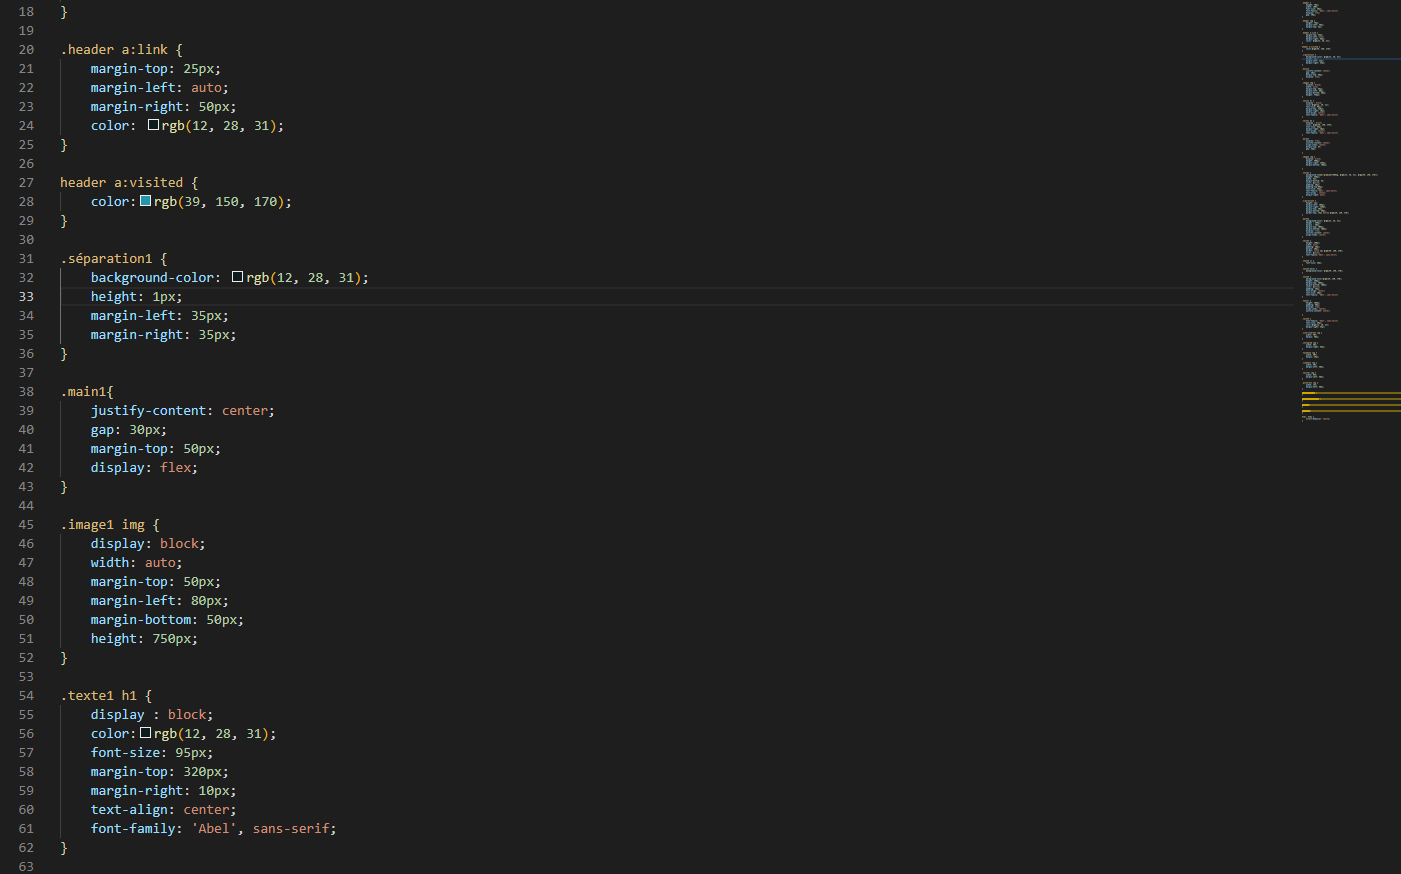 18 }
19
20 .header a:link {
21 margin-top: 25px;
22 margin-left: auto;
23 margin-right: 50px;
24 color: rgb(12, 28, 31);
25 }
26
27 header a:visited {
28 color: rgb(39, 150, 170);
29 }
30
31 .séparation1 {
32 background-color: rgb(12, 28, 31);
33 height: 1px;
34 margin-left: 35px;
35 margin-right: 35px;
36 }
37
38 .main1{
39 justify-content: center;
40 gap: 30px;
41 margin-top: 50px;
42 display: flex;
43 }
44
45 .image1 img {
46 display: block;
47 width: auto;
48 margin-top: 50px;
49 margin-left: 80px;
50 margin-bottom: 50px;
51 height: 750px;
52 }
53
54 .texte1 h1 {
55 display : block;
56 color: rgb(12, 28, 31);
57 font-size: 95px;
58 margin-top: 320px;
59 margin-right: 10px;
60 text-align: center;
61 font-family: 'Abel', sans-serif;
62 }
63